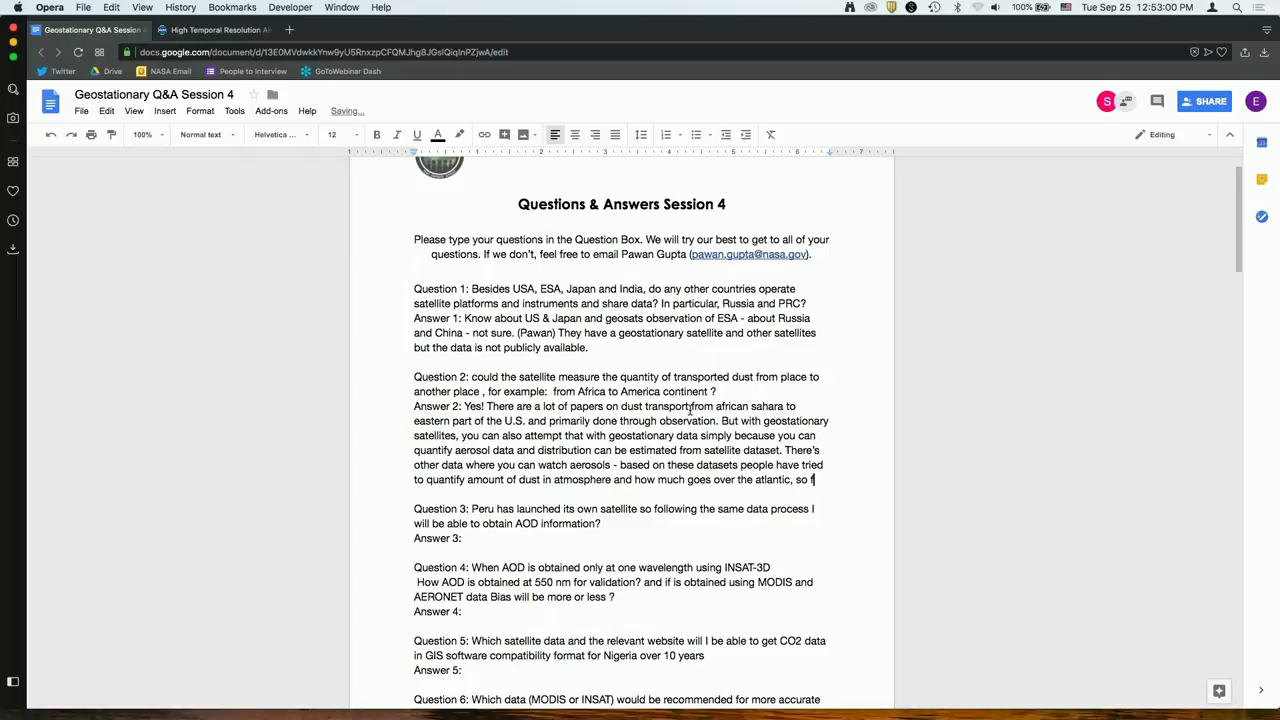 Opera File Edit View History Bookmarks Developer Window Help 100% Tue Sep 25 12:53:00 PM
Geostationary Q&A Session 4 High Temporal Resolution Air
docs.google.com/document/d/
Twitter Drive NASA Email People to Interview GoToWebinar Dash
Geostationary Q&A Session 4
File Edit View Insert Format Tools Add-ons Help Saving...
S SHARE E
100% Normal text Helvetica ... 12 B I U A Editing
1 1 2 3 4 5 6 7
Questions & Answers Session 4
Please type your questions in the Question Box. We will try our best to get to all of your
questions. If we don't, feel free to email Pawan Gupta (pawan.gupta@nasa.gov).
Question 1: Besides USA, ESA, Japan and India, do any other countries operate
satellite platforms and instruments and share data? In particular, Russia and PRC?
Answer 1: Know about US & Japan and geosats observation of ESA - about Russia
and China - not sure. (Pawan) They have a geostationary satellite and other satellites
but the data is not publicly available.
Question 2: could the satellite measure the quantity of transported dust from place to
another place , for example: from Africa to America continent ?
Answer 2: Yes! There are a lot of papers on dust transport from african sahara to
eastern part of the U.S. and primarily done through observation. But with geostationary
satellites, you can also attempt that with geostationary data simply because you can
quantify aerosol data and distribution can be estimated from satellite dataset. There's
other data where you can watch aerosols - based on these datasets people have tried
to quantify amount of dust in atmosphere and how much goes over the atlantic, so f
Question 3: Peru has launched its own satellite so following the same data process I
will be able to obtain AOD information?
Answer 3:
Question 4: When AOD is obtained only at one wavelength using INSAT-3D
How AOD is obtained at 550 nm for validation? and if is obtained using MODIS and
AERONET data Bias will be more or less ?
Answer 4:
Question 5: Which satellite data and the relevant website will I be able to get CO2 data
in GIS software compatibility format for Nigeria over 10 years
Answer 5:
Question 6: Which data (MODIS or INSAT) would be recommended for more accurate